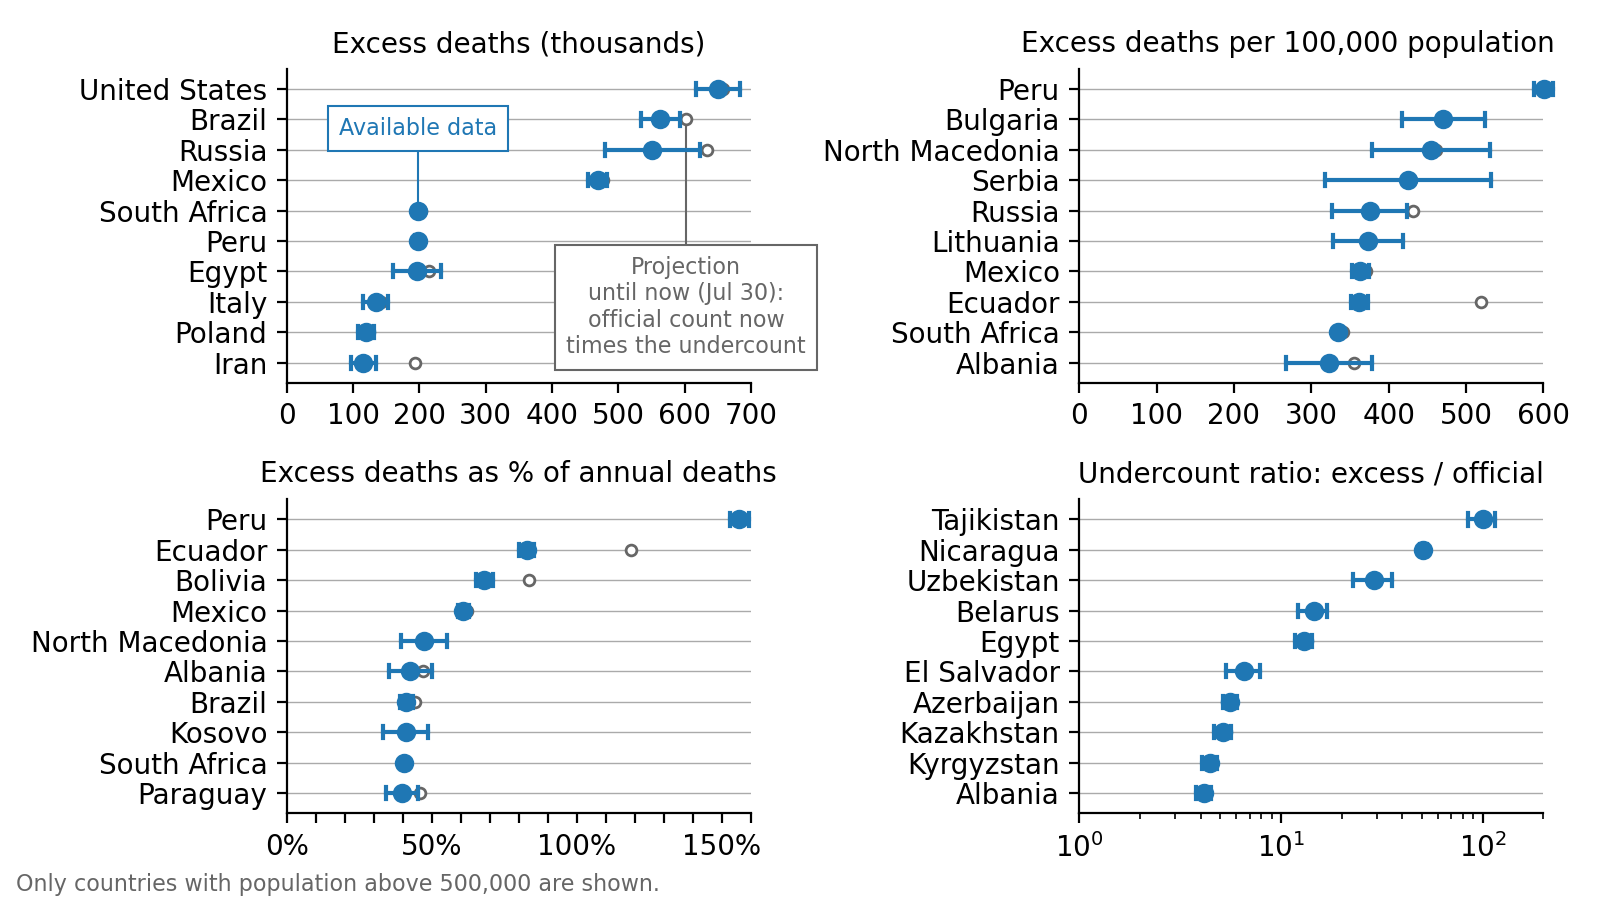 Excess deaths (thousands)
United States
Brazil
Russia
Mexico
South Africa
Peru
Egypt
Italy
Poland
Iran
Available data
Projection
until now (Jul 30):
official count now
times the undercount
0 100 200 300 400 500 600 700
Excess deaths per 100,000 population
Peru
Bulgaria
North Macedonia
Serbia
Russia
Lithuania
Mexico
Ecuador
South Africa
Albania
0 100 200 300 400 500 600
Excess deaths as % of annual deaths
Peru
Ecuador
Bolivia
Mexico
North Macedonia
Albania
Brazil
Kosovo
South Africa
Paraguay
0% 50% 100% 150%
Undercount ratio: excess / official
Tajikistan
Nicaragua
Uzbekistan
Belarus
Egypt
El Salvador
Azerbaijan
Kazakhstan
Kyrgyzstan
Albania
10⁰ 10¹ 10²
Only countries with population above 500,000 are shown.